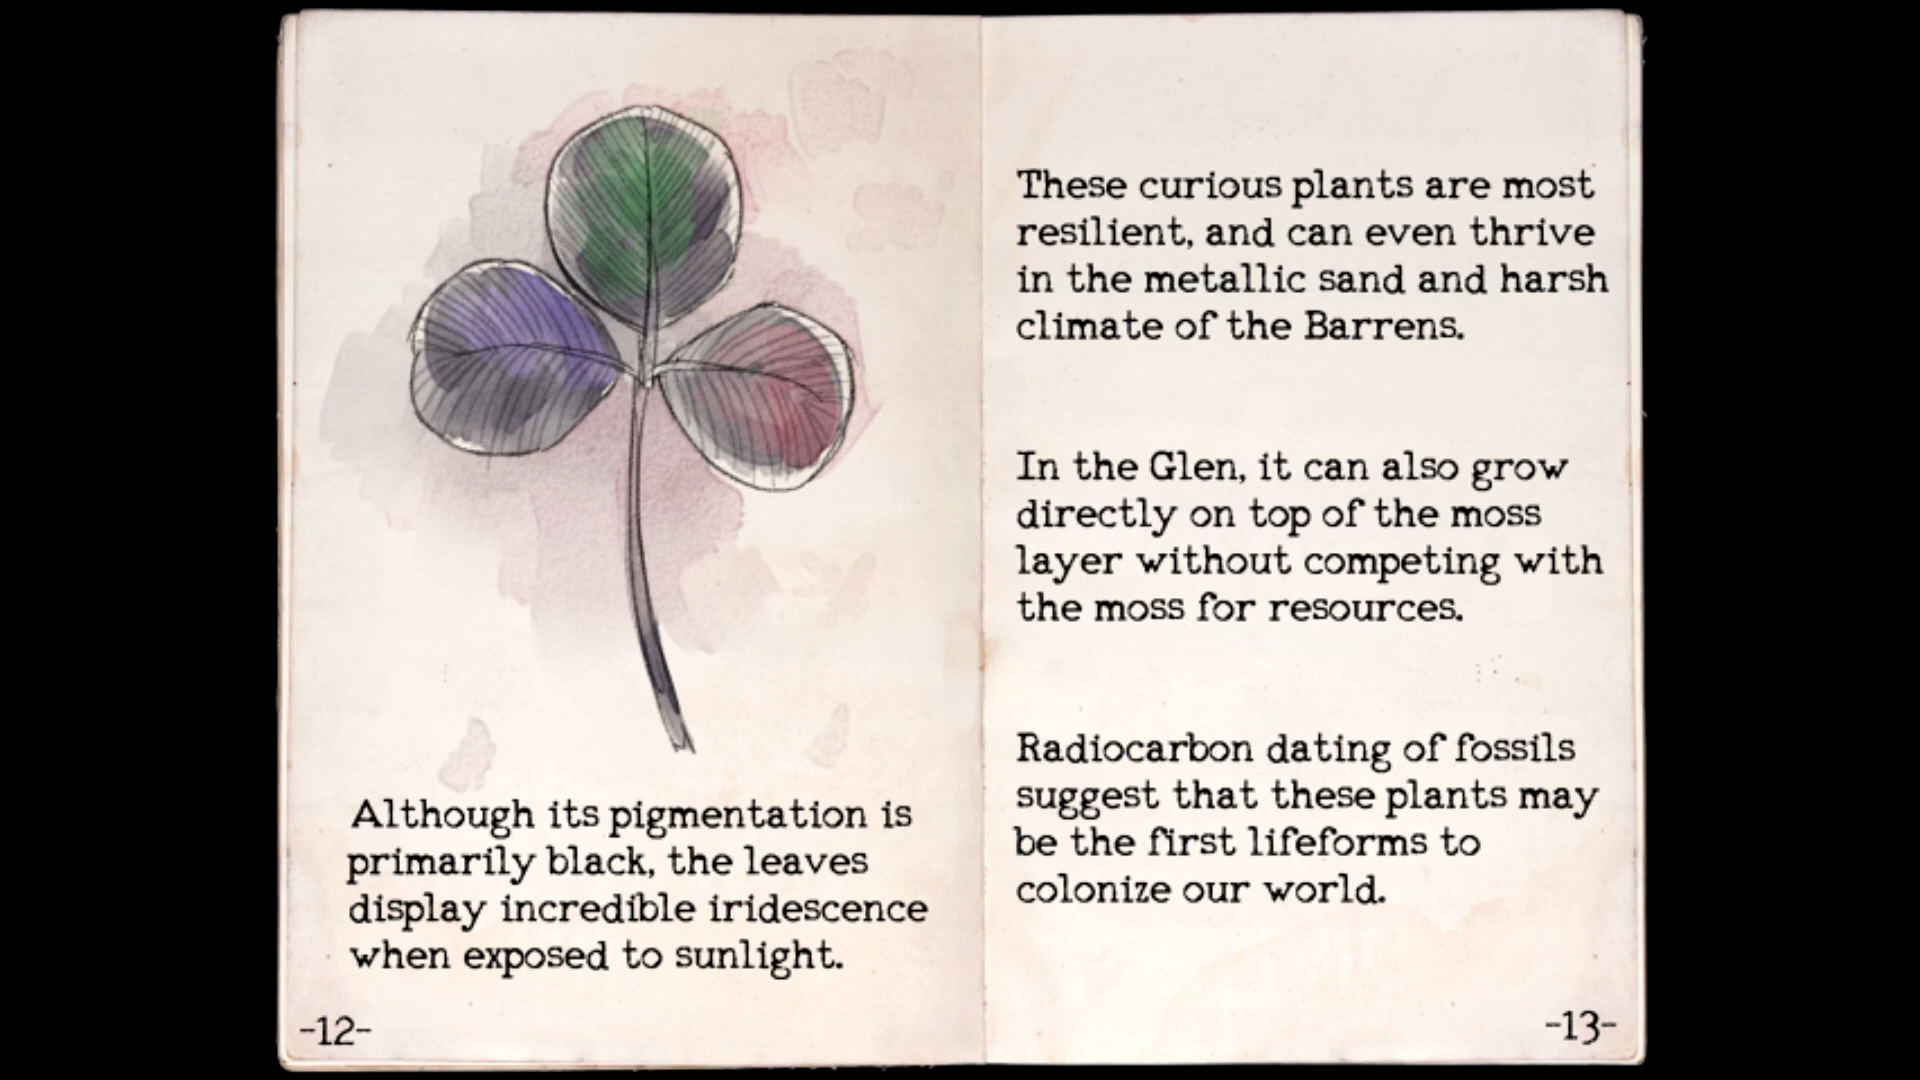 Although its pigmentation is
primarily black, the leaves
display incredible iridescence
when exposed to sunlight.
-12-
These curious plants are most
resilient, and can even thrive
in the metallic sand and harsh
climate of the Barrens.
In the Glen, it can also grow
directly on top of the moss
layer without competing with
the moss for resources.
Radiocarbon dating of fossils
suggest that these plants may
be the first lifeforms to
colonize our world.
-13-